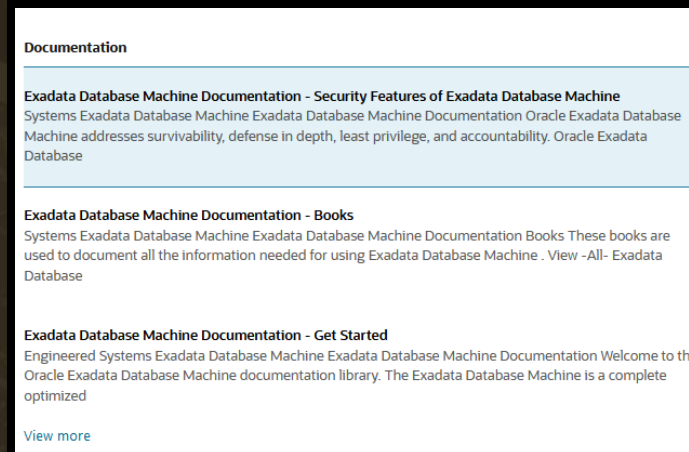 Documentation
Exadata Database Machine Documentation - Security Features of Exadata Database Machine
Systems Exadata Database Machine Exadata Database Machine Documentation Oracle Exadata Database
Machine addresses survivability, defense in depth, least privilege, and accountability. Oracle Exadata
Database
Exadata Database Machine Documentation - Books
Systems Exadata Database Machine Exadata Database Machine Documentation Books These books are
used to document all the information needed for using Exadata Database Machine . View -All- Exadata
Database
Exadata Database Machine Documentation - Get Started
Engineered Systems Exadata Database Machine Exadata Database Machine Documentation Welcome to th
Oracle Exadata Database Machine documentation library. The Exadata Database Machine is a complete
optimized
View more